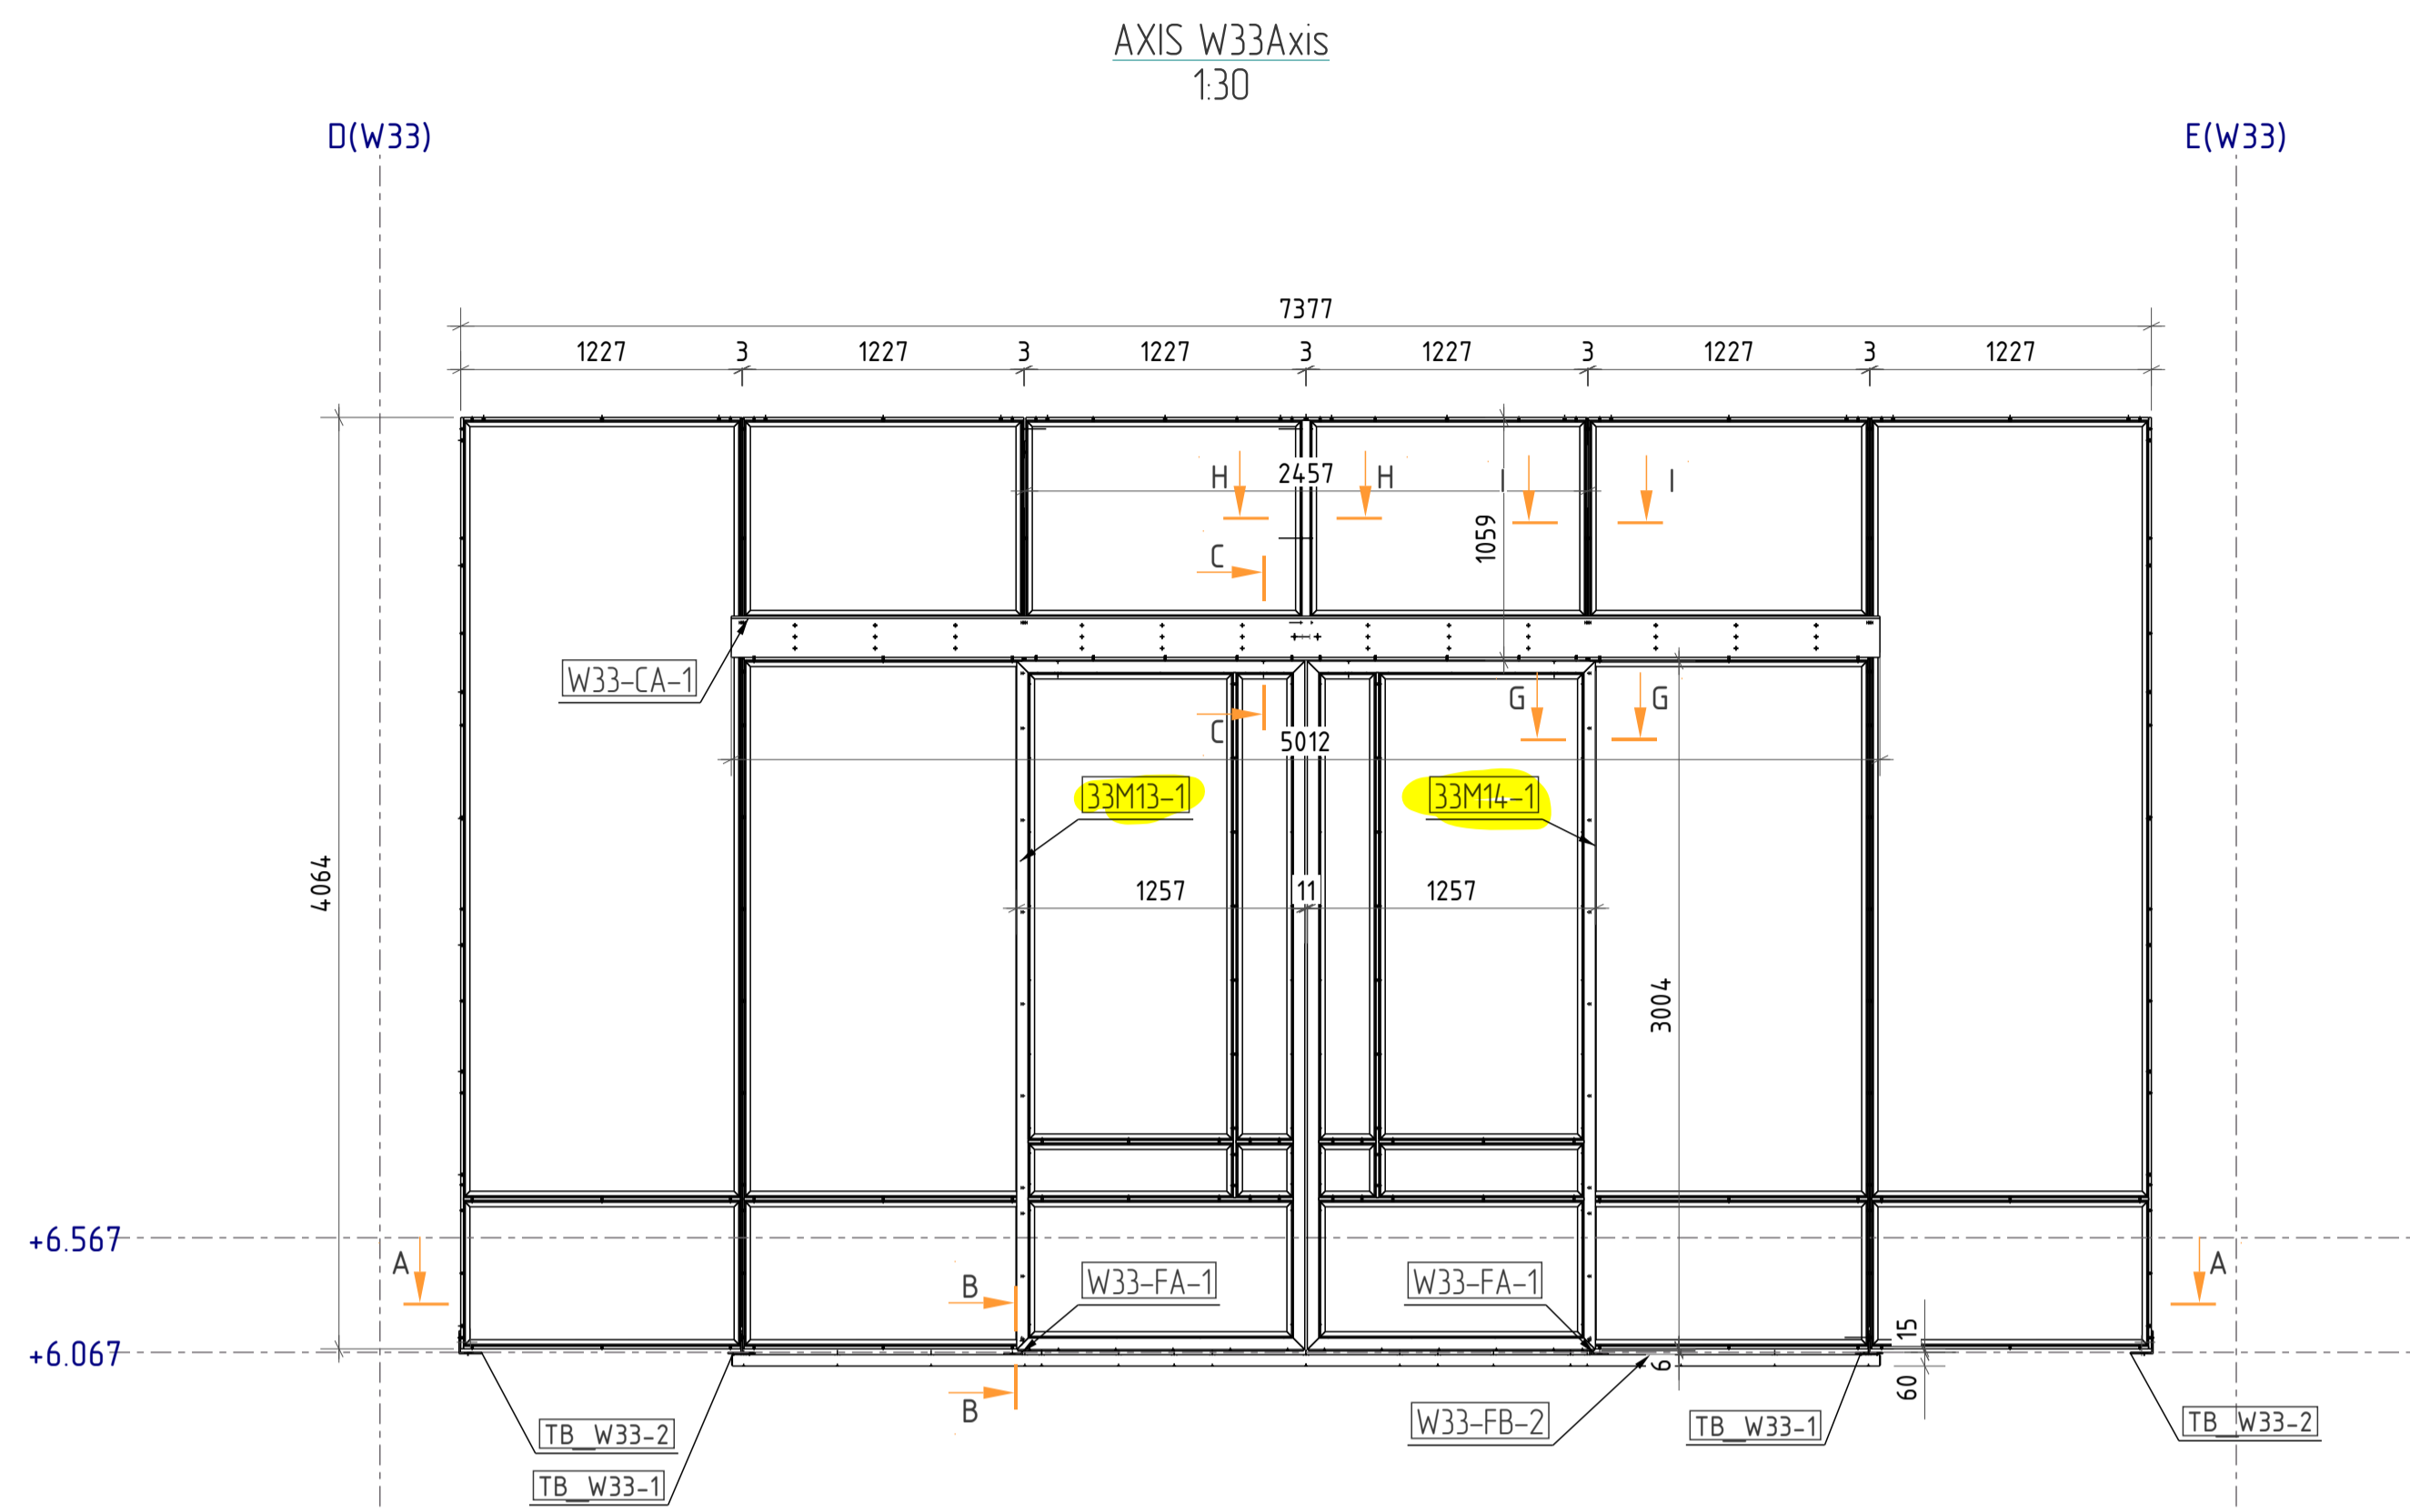 AXIS W33Axis
1:30
D(W33)
E(W33)
7377
1227 3 1227 3 1227 3 1227 3 1227 3 1227
H 2457 H I I
1059
C
W33-CA-1
G G
C
5012
33M13-1 33M14-1
4064
1257 11 1257
3004
+6.567
A A
B W33-FA-1 W33-FA-1
15
+6.067
6
60
B
TB_W33-2 W33-FB-2 TB_W33-1 TB_W33-2
TB_W33-1